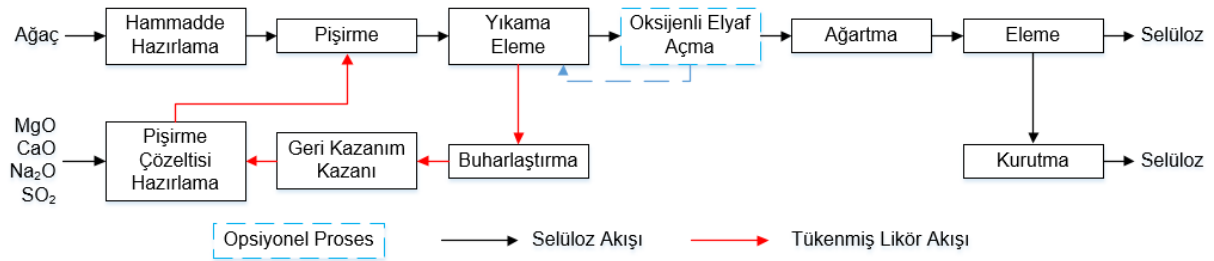 Ağaç
Hammadde
Hazırlama
Pişirme
Yıkama
Eleme
Oksijenli Elyaf
Açma
Ağartma
Eleme
Selüloz
MgO
CaO
Na₂O
SO₂
Pişirme
Çözeltisi
Hazırlama
Geri Kazanım
Kazanı
Buharlaştırma
Kurutma
Selüloz
Opsiyonel Proses
Selüloz Akışı
Tükenmiş Likör Akışı